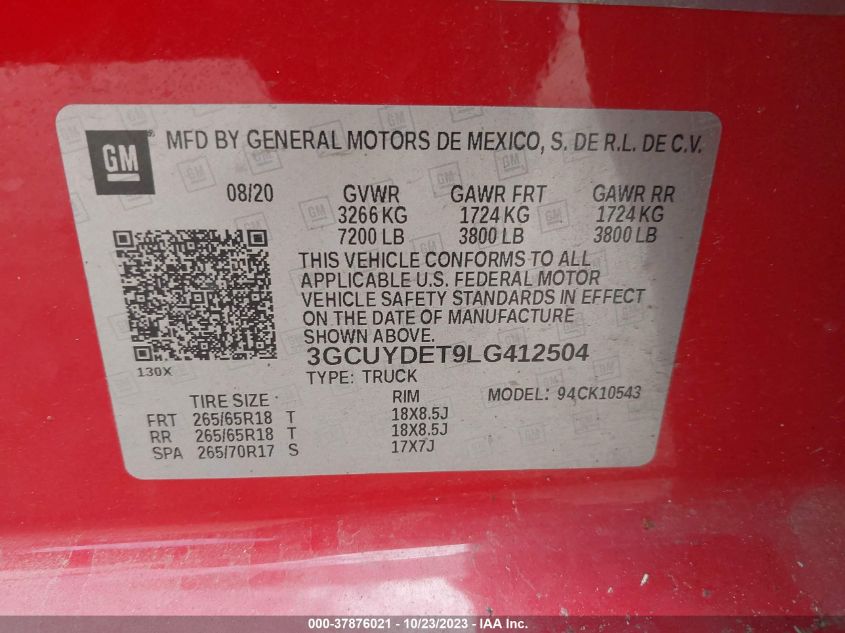 GM
MFD BY GENERAL MOTORS DE MEXICO, S. DE R.L. DE C.V.
08/20 GVWR GAWR FRT GAWR RR
3266 KG 1724 KG 1724 KG
7200 LB 3800 LB 3800 LB
THIS VEHICLE CONFORMS TO ALL
APPLICABLE U.S. FEDERAL MOTOR
VEHICLE SAFETY STANDARDS IN EFFECT
ON THE DATE OF MANUFACTURE
SHOWN ABOVE.
3GCUYDET9LG412504
130X
TYPE: TRUCK
TIRE SIZE RIM MODEL: 94CK10543
FRT 265/65R18 T 18X8.5J
RR 265/65R18 T 18X8.5J
SPA 265/70R17 S 17X7J
000-37876021 - 10/23/2023 - IAA Inc.